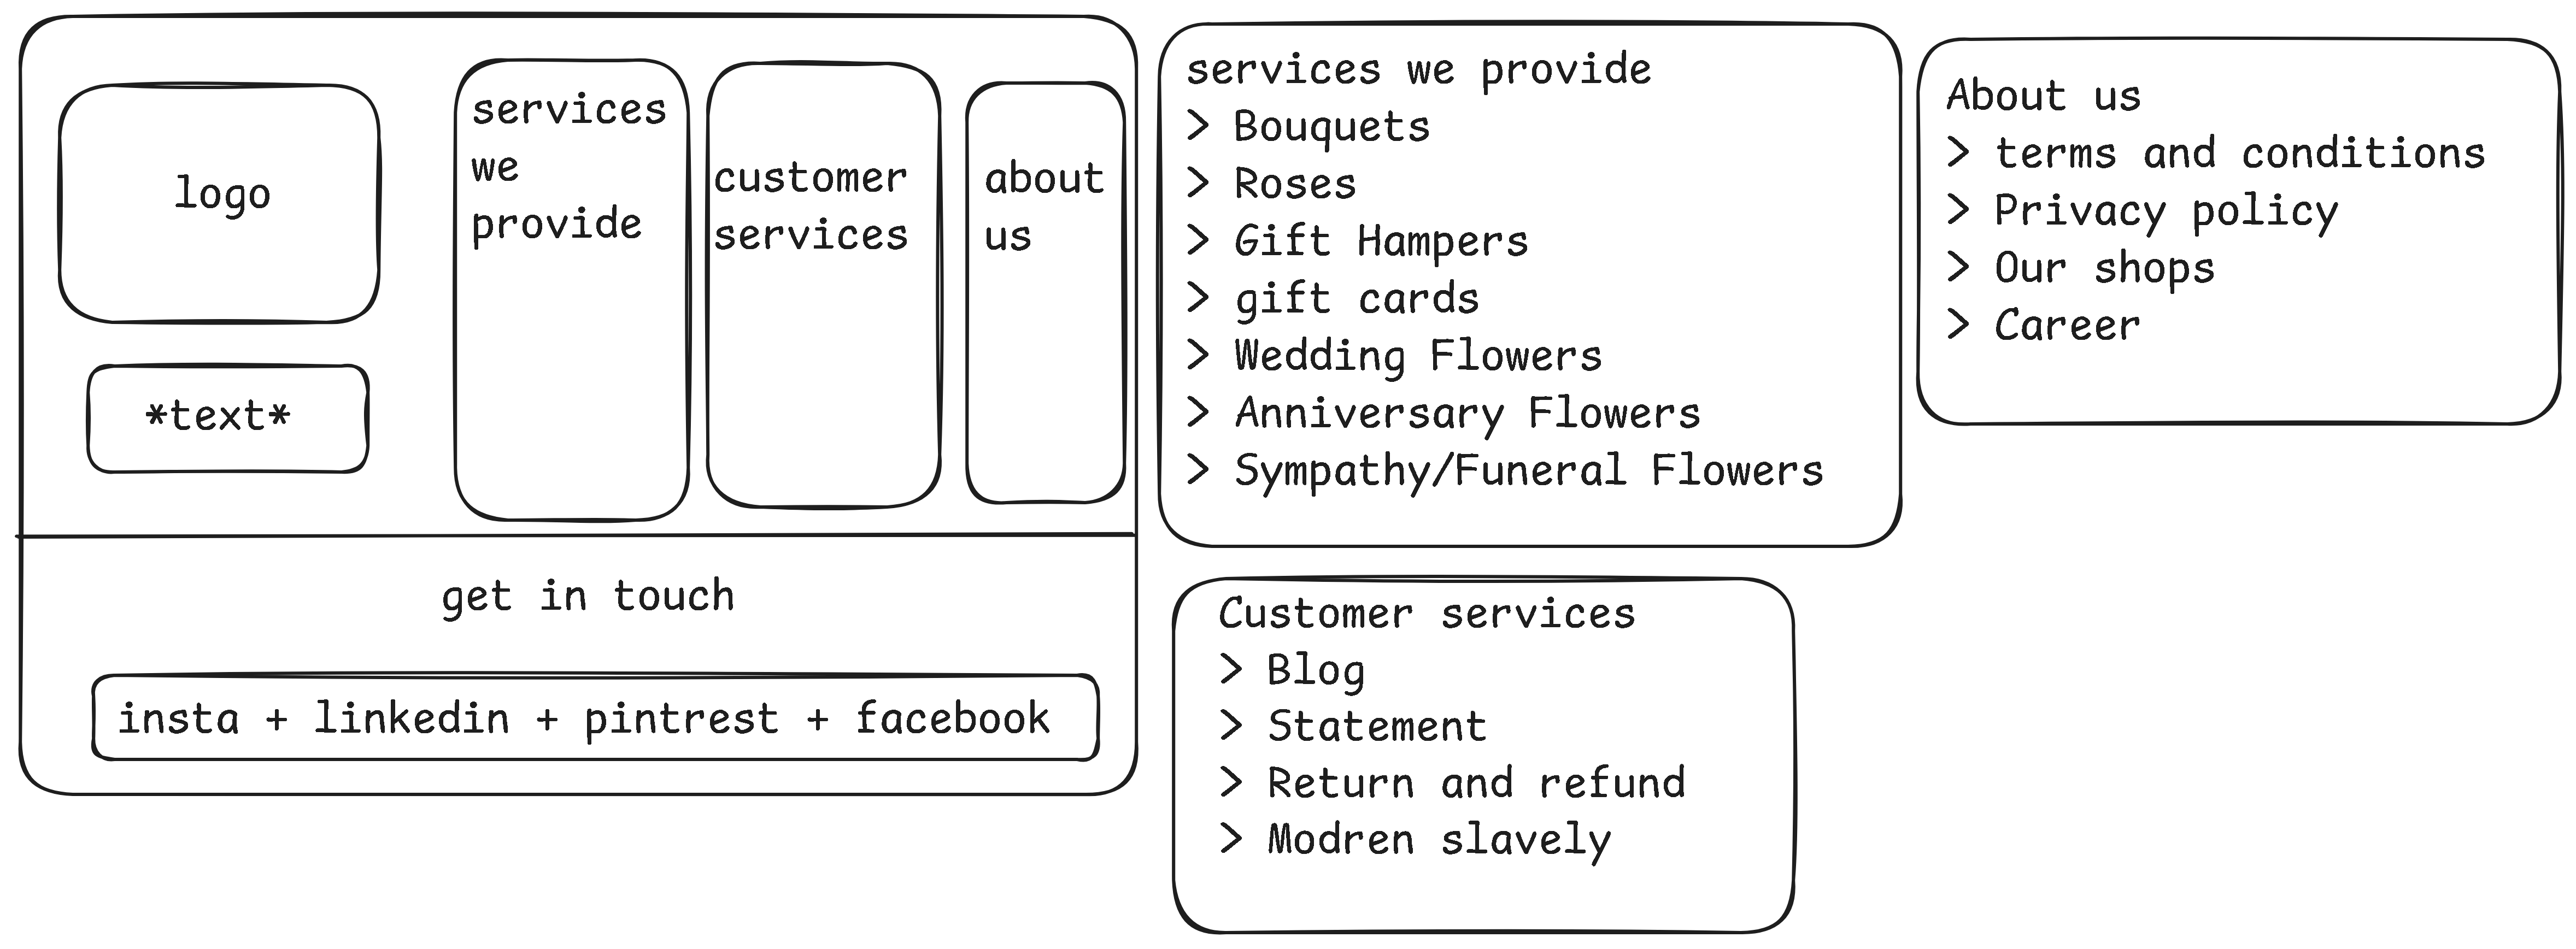 logo
*text*
services
we
provide
customer
services
about
us
get in touch
insta + linkedin + pintrest + facebook
services we provide
> Bouquets
> Roses
> Gift Hampers
> gift cards
> Wedding Flowers
> Anniversary Flowers
> Sympathy/Funeral Flowers
Customer services
> Blog
> Statement
> Return and refund
> Modren slavely
About us
> terms and conditions
> Privacy policy
> Our shops
> Career